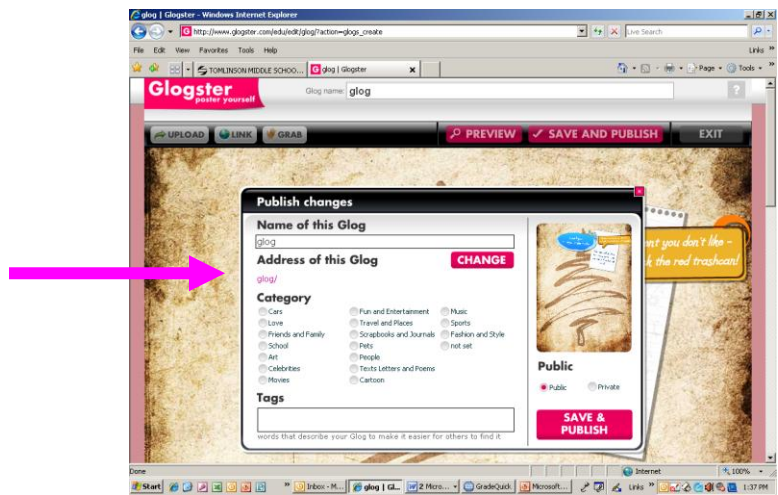 glog | Glogster - Windows Internet Explorer
http://www.glogster.com/edu/edit/glog/?action=glogs_create
Live Search
File Edit View Favorites Tools Help
Links »
TOMLINSON MIDDLE SCHOO... glog | Glogster
Page Tools »
Glogster
poster yourself
Glog name: glog
?
UPLOAD LINK GRAB PREVIEW SAVE AND PUBLISH EXIT
Publish changes
Name of this Glog
glog
Address of this Glog CHANGE
glog/
Category
Cars Fun and Entertainment Music
Love Travel and Places Sports
Friends and Family Scrapbooks and Journals Fashion and Style
School Pets not set
Art People
Celebrities Texts Letters and Poems
Movies Cartoon
Tags
words that describe your Glog to make it easier for others to find it
Public
Public Private
SAVE &
PUBLISH
you don't like -
the red trashcan!
Done Internet 100%
Start » Inbox - M... glog | Gl... 2 Micro... GradeQuick Microsoft... Links » 1:37 PM